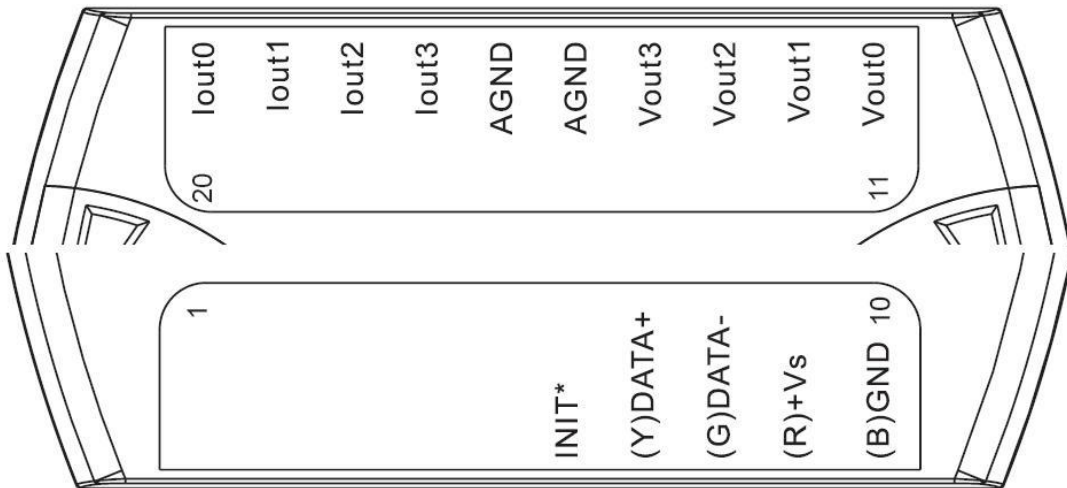 Iout0
Iout1
Iout2
Iout3
AGND
AGND
Vout3
Vout2
Vout1
Vout0
20
11
1
INIT*
(Y)DATA+
(G)DATA-
(R)+Vs
(B)GND 10